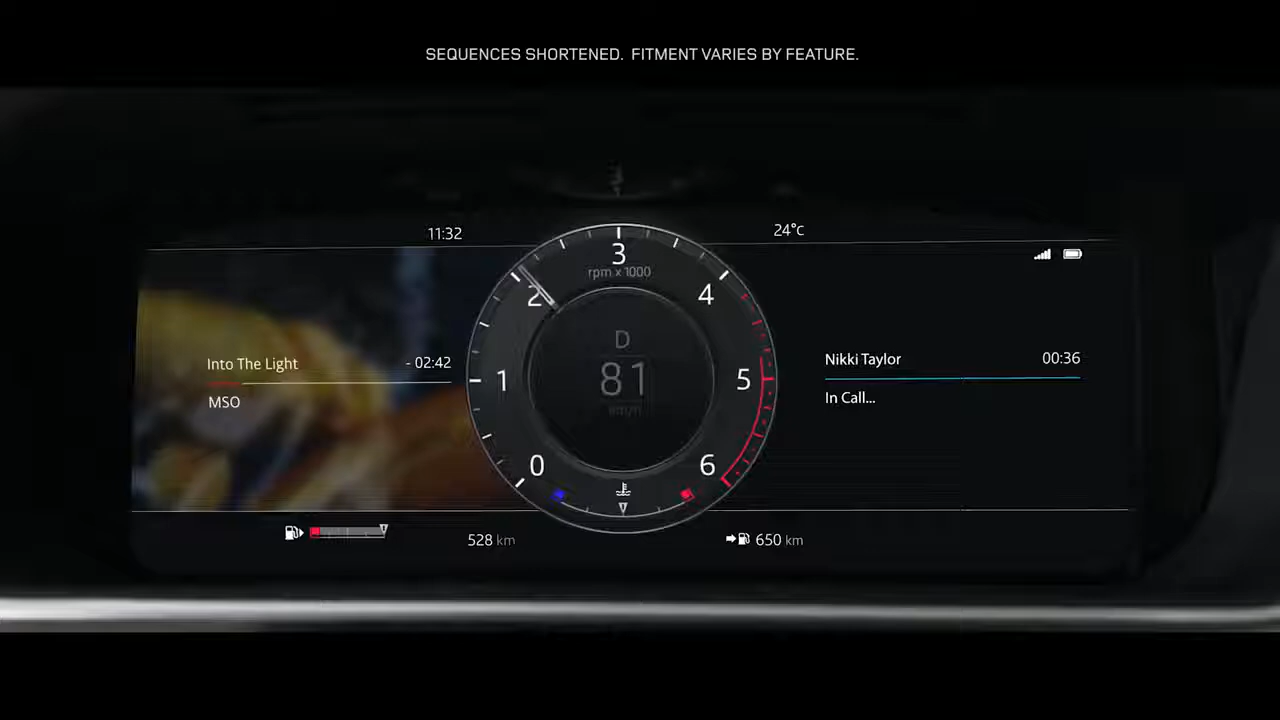 SEQUENCES SHORTENED. FITMENT VARIES BY FEATURE.
11:32
24°c
3
rpm x 1000
2
4
D
81
km/h
1
5
0
6
Into The Light - 02:42
MSO
Nikki Taylor 00:36
In Call...
528 km
650 km